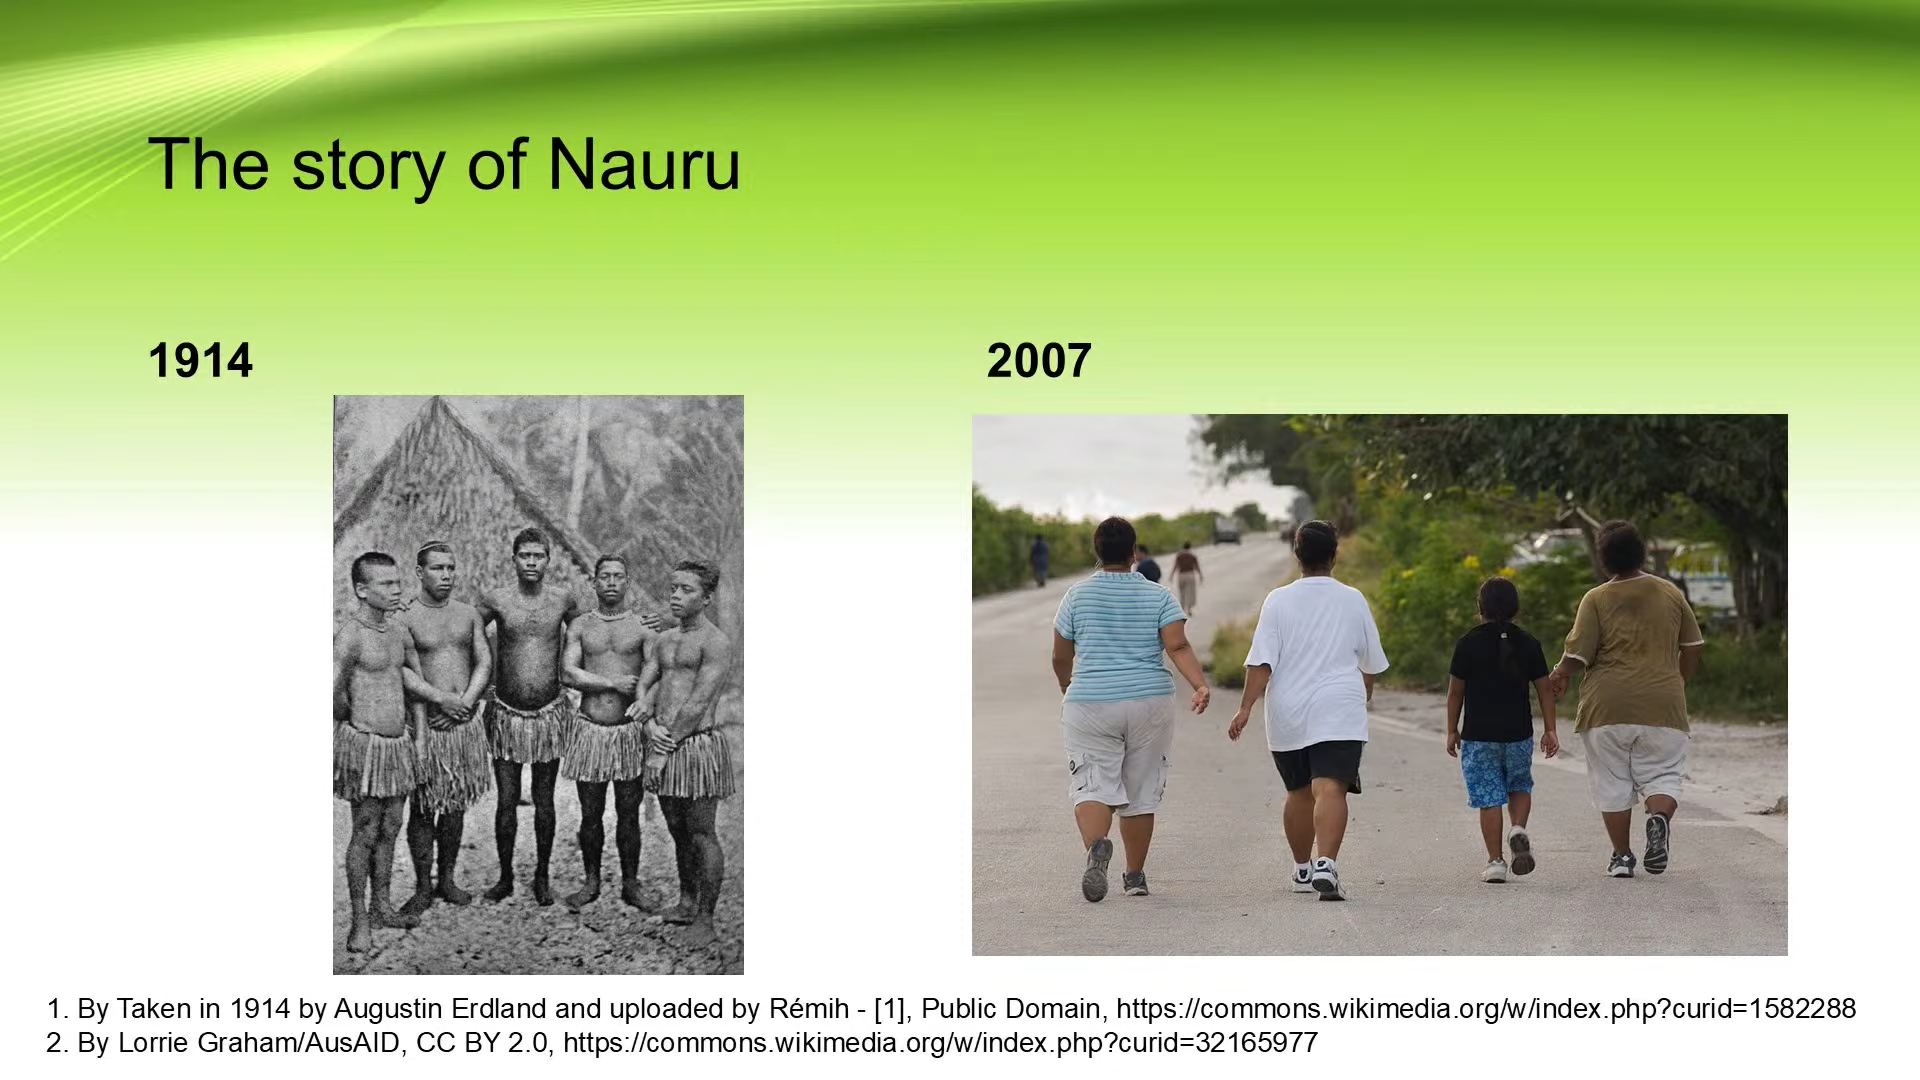 The story of Nauru
1914
2007
1. By Taken in 1914 by Augustin Erdland and uploaded by Rémih - [1], Public Domain, https://commons.wikimedia.org/w/index.php?curid=1582288
2. By Lorrie Graham/AusAID, CC BY 2.0, https://commons.wikimedia.org/w/index.php?curid=32165977